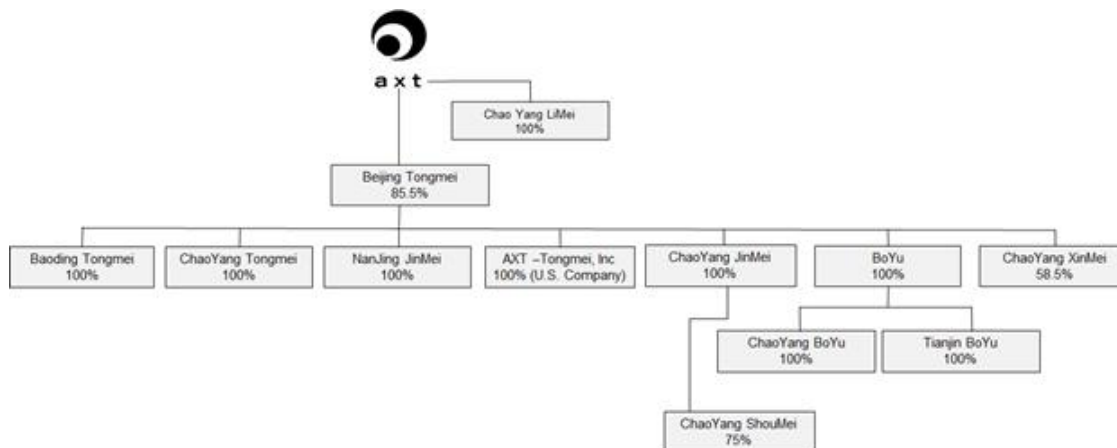 axt
Chao Yang LiMei
100%
Beijing Tongmei
85.5%
Baoding Tongmei
100%
ChaoYang Tongmei
100%
NanJing JinMei
100%
AXT –Tongmei, Inc
100% (U.S. Company)
ChaoYang JinMei
100%
BoYu
100%
ChaoYang XinMei
58.5%
ChaoYang BoYu
100%
Tianjin BoYu
100%
ChaoYang ShouMei
75%